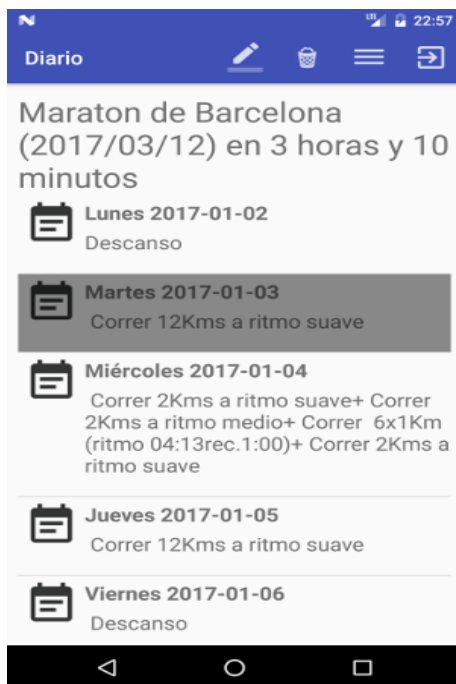 LTE 22:57
Diario
Maraton de Barcelona
(2017/03/12) en 3 horas y 10
minutos
Lunes 2017-01-02
Descanso
Martes 2017-01-03
Correr 12Kms a ritmo suave
Miércoles 2017-01-04
Correr 2Kms a ritmo suave+ Correr
2Kms a ritmo medio+ Correr 6x1Km
(ritmo 04:13rec.1:00)+ Correr 2Kms a
ritmo suave
Jueves 2017-01-05
Correr 12Kms a ritmo suave
Viernes 2017-01-06
Descanso